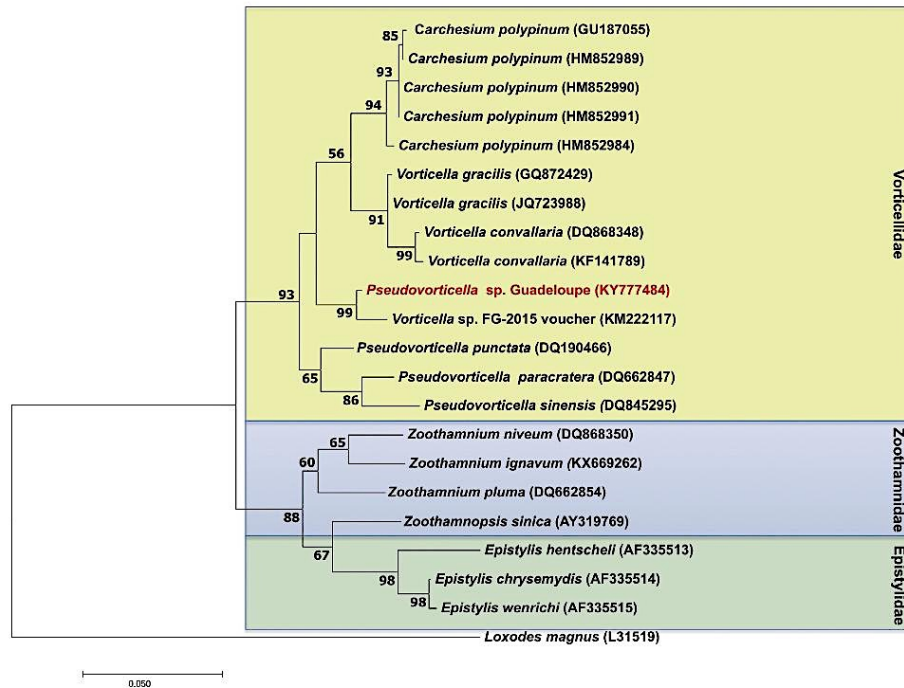 85 Carchesium polypinum (GU187055)
Carchesium polypinum (HM852989)
93 Carchesium polypinum (HM852990)
94 Carchesium polypinum (HM852991)
Carchesium polypinum (HM852984)
56
Vorticella gracilis (GQ872429)
Vorticella gracilis (JQ723988)
91
Vorticella convallaria (DQ868348)
99
Vorticella convallaria (KF141789)
Vorticellidae
93
Pseudovorticella sp. Guadeloupe (KY777484)
99
Vorticella sp. FG-2015 voucher (KM222117)
Pseudovorticella punctata (DQ190466)
65
Pseudovorticella paracratera (DQ662847)
86
Pseudovorticella sinensis (DQ845295)
Zoothamnium niveum (DQ868350)
65
60
Zoothamnium ignavum (KX669262)
Zoothamnium pluma (DQ662854)
88
Zoothamnopsis sinica (AY319769)
Zoothamnidae
67
Epistylis hentscheli (AF335513)
98
Epistylis chrysemydis (AF335514)
98
Epistylis wenrichi (AF335515)
Epistylidae
Loxodes magnus (L31519)
0.050